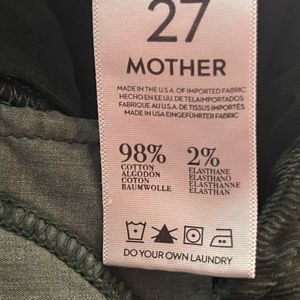 27
MOTHER
MADE IN THE U.S.A. OF IMPORTED FABRIC
HECHO EN EE.UU. DE TELA IMPORTADOS
FABRIQUE AU U.S.A. DE TISSUS IMPORTÉS
MADE IN USA EINGEFÜHRTER FABRIC
98% 2%
COTTON ELASTHANE
ALGODON ELASTHANO
COTON ELASTHANNE
BAUMWOLLE ELASTHAN
DO YOUR OWN LAUNDRY